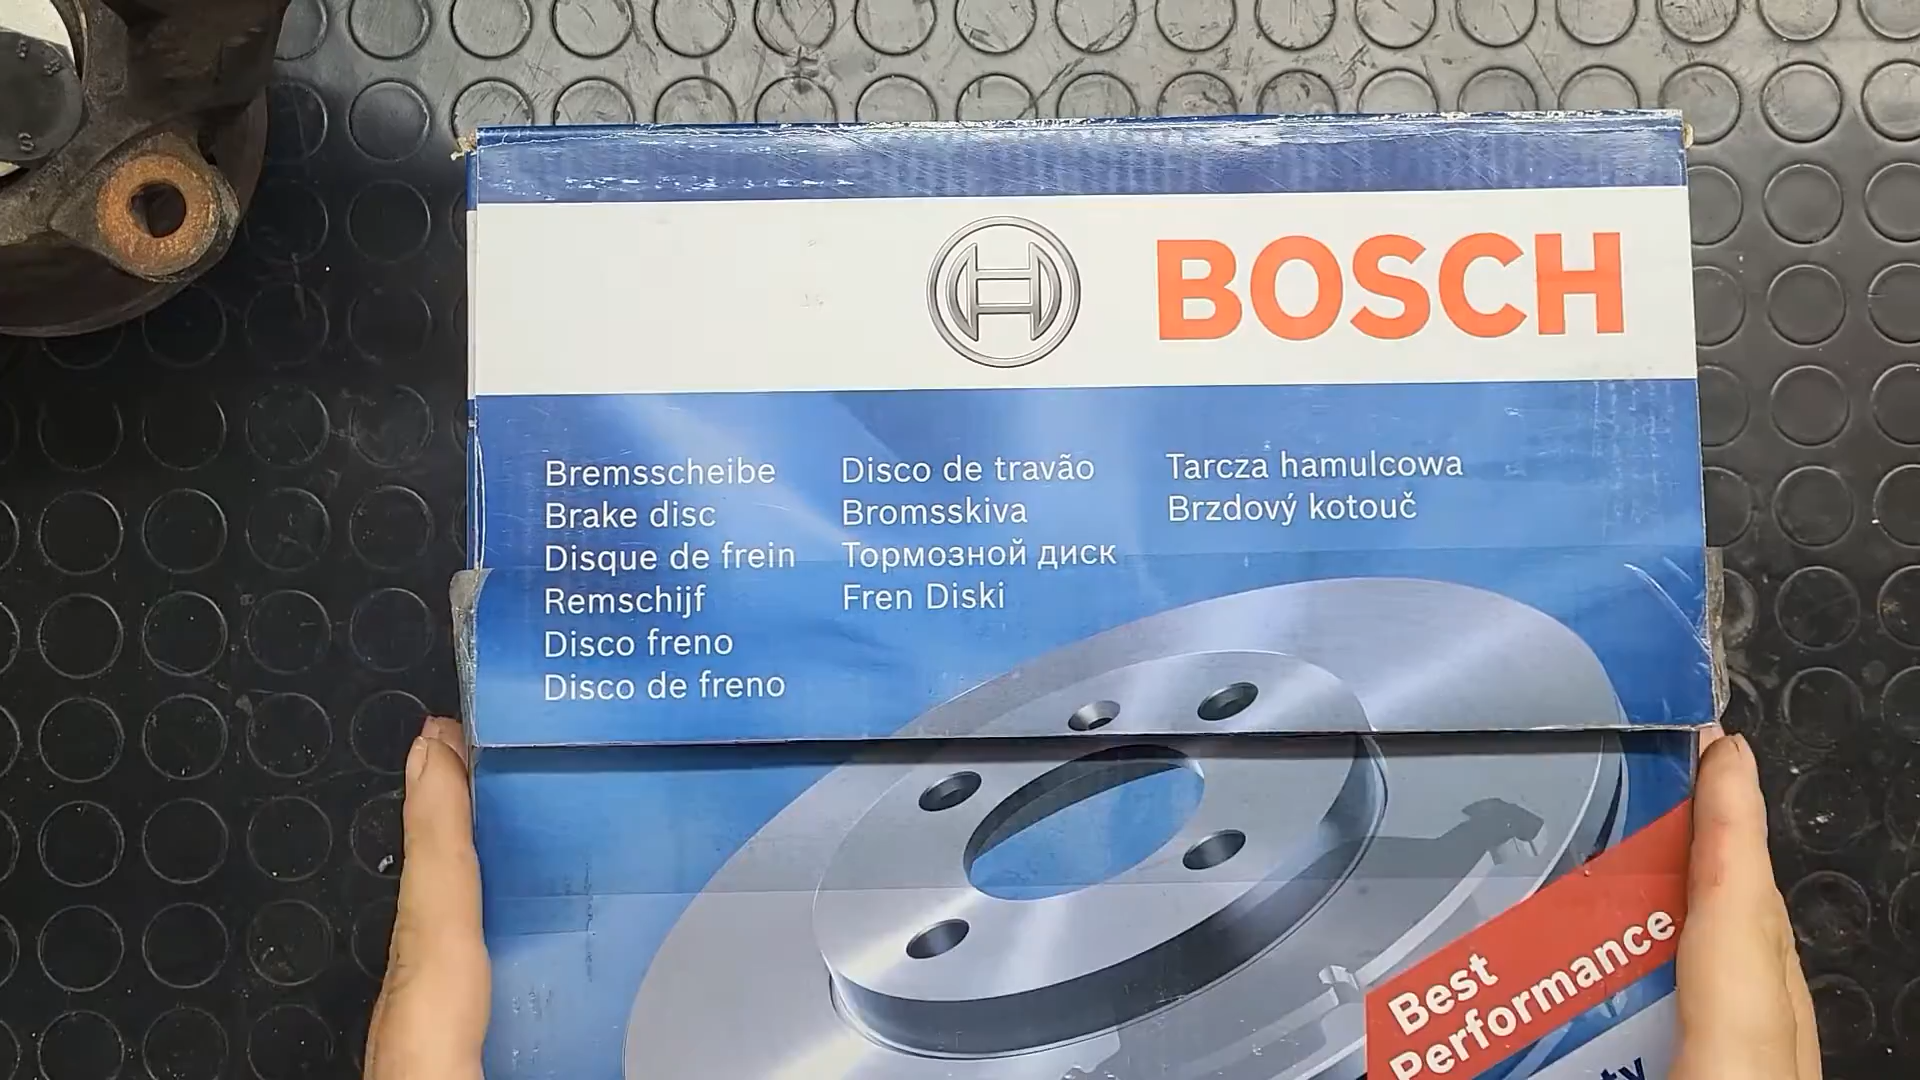 BOSCH
Bremsscheibe
Brake disc
Disque de frein
Remschijf
Disco freno
Disco de freno
Disco de travão
Bromsskiva
Тормозной диск
Fren Diski
Tarcza hamulcowa
Brzdový kotouč
Best
Performance